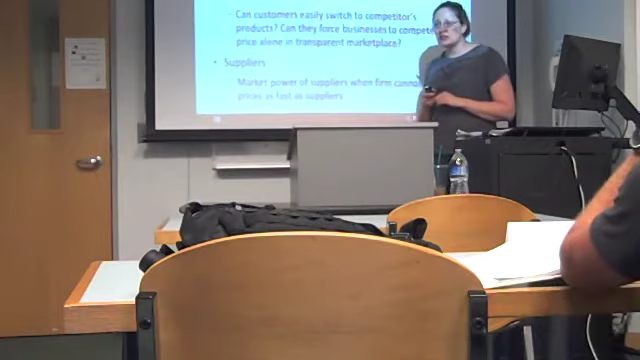 - Can customers easily switch to competitor's
products? Can they force businesses to compete
price alone in transparent marketplace?
• Suppliers
Market power of suppliers when firm cannot
prices as fast as suppliers